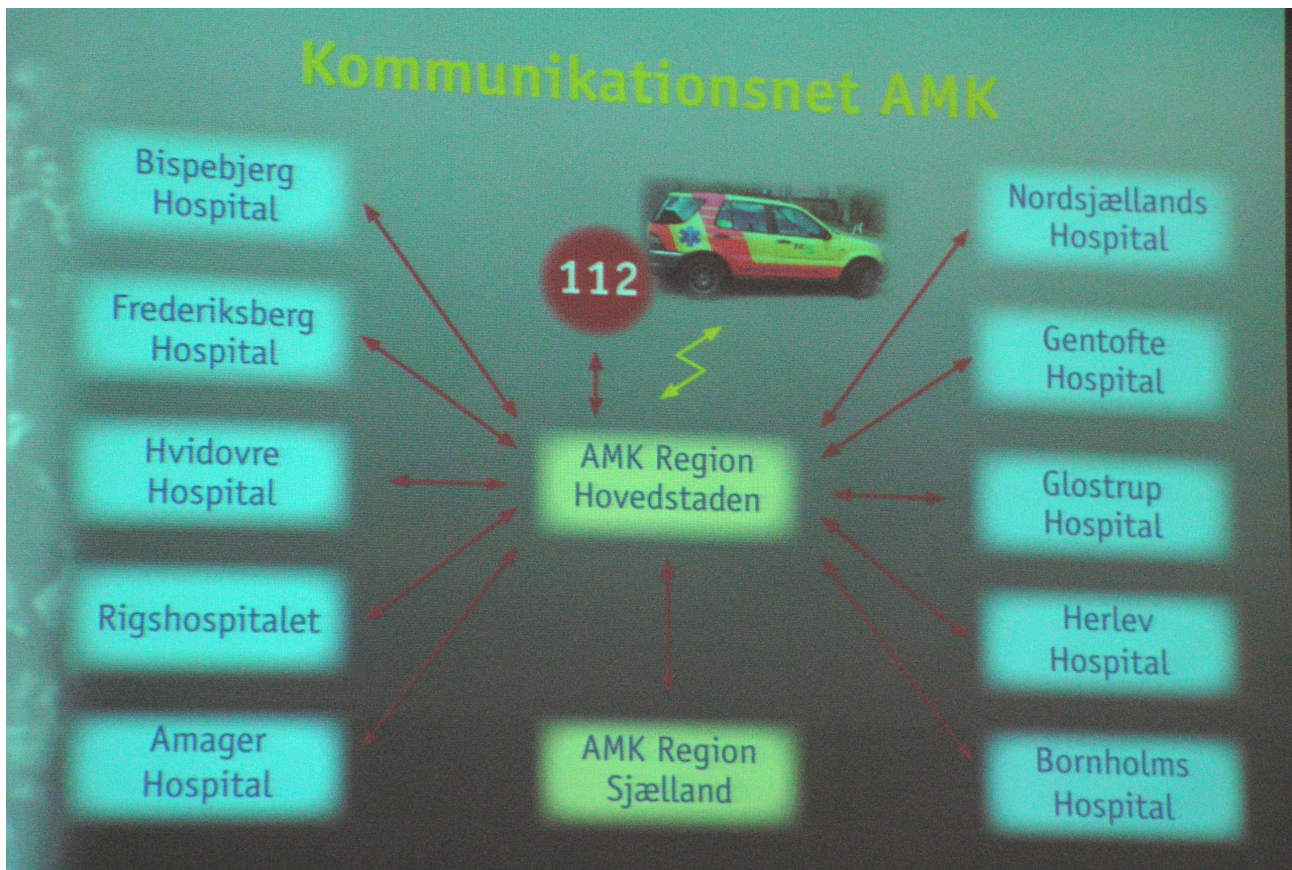 Kommunikationsnet AMK
Bispebjerg
Hospital
Frederiksberg
Hospital
Hvidovre
Hospital
Rigshospitalet
Amager
Hospital
112
AMK Region
Hovedstaden
AMK Region
Sjælland
Nordsjællands
Hospital
Gentofte
Hospital
Glostrup
Hospital
Herlev
Hospital
Bornholms
Hospital